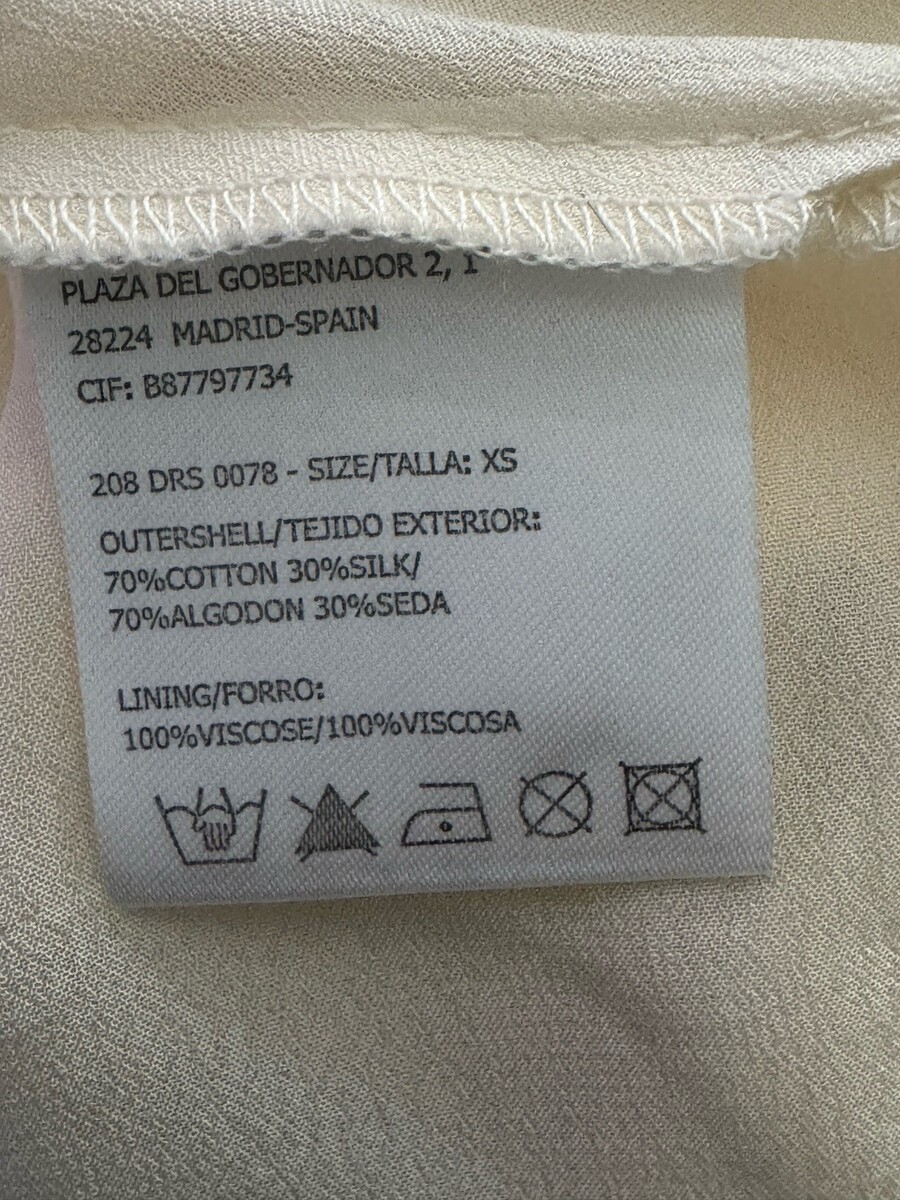 PLAZA DEL GOBERNADOR 2, 1
28224 MADRID-SPAIN
CIF: B87797734
208 DRS 0078 - SIZE/TALLA: XS
OUTERSHELL/TEJIDO EXTERIOR:
70%COTTON 30%SILK/
70%ALGODON 30%SEDA
LINING/FORRO:
100%VISCOSE/100%VISCOSA